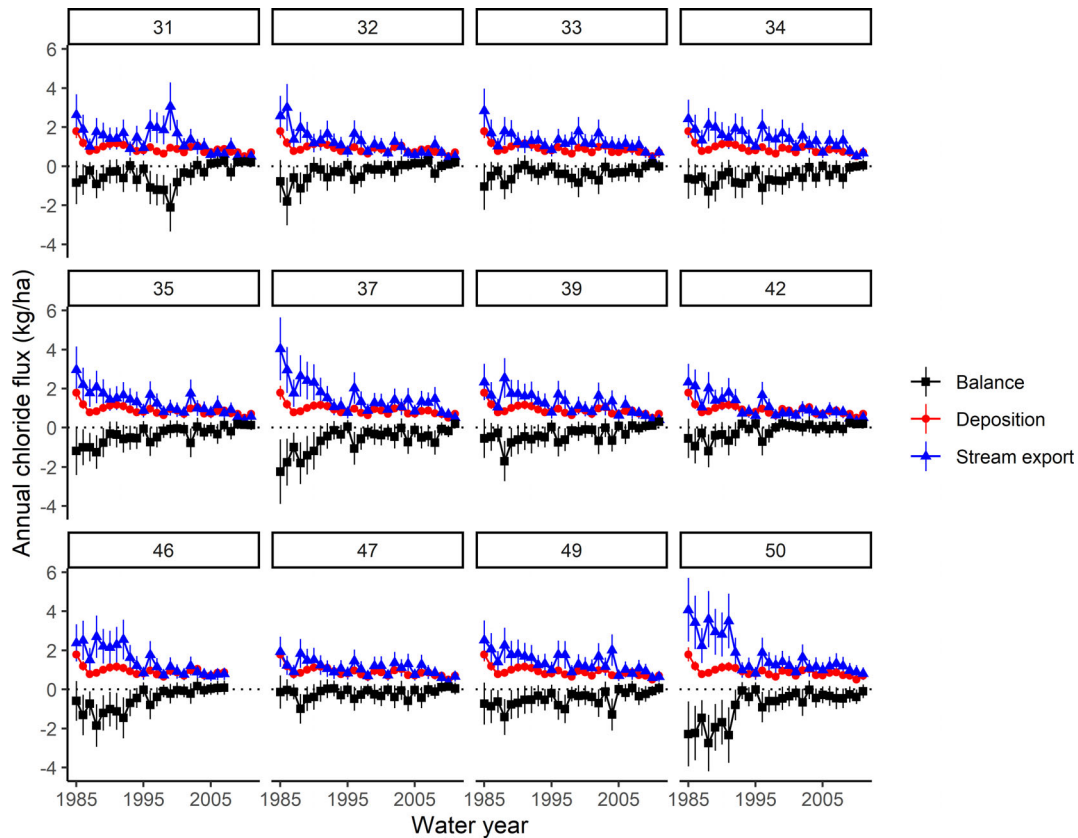 31 32 33 34
6
4
2
0
-2
-4
35 37 39 42
6
4
2
0
-2
-4
46 47 49 50
6
4
2
0
-2
-4
1985 1995 2005 1985 1995 2005 1985 1995 2005 1985 1995 2005
Water year
Annual chloride flux (kg/ha)
Balance
Deposition
Stream export